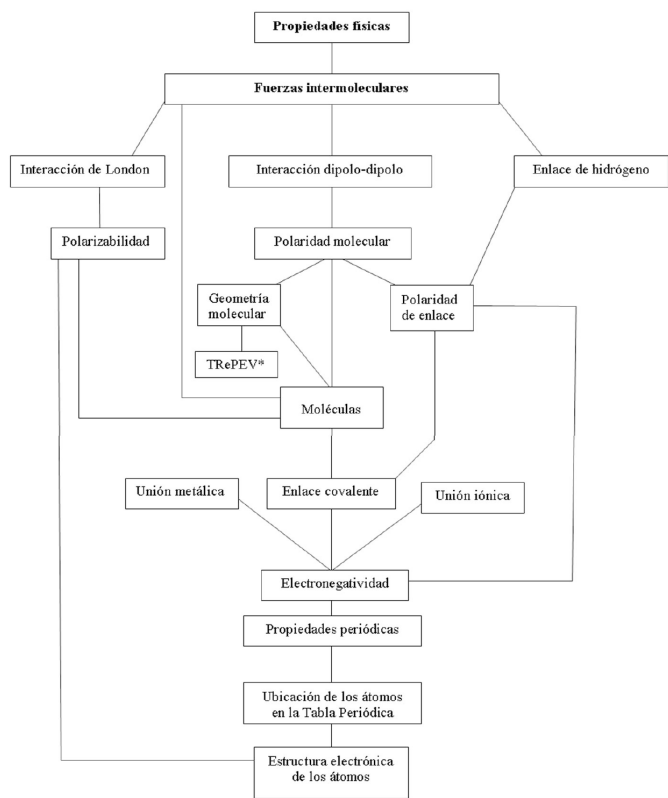 Propiedades físicas
Fuerzas intermoleculares
Interacción de London
Interacción dipolo-dipolo
Enlace de hidrógeno
Polarizabilidad
Polaridad molecular
Geometría
molecular
Polaridad
de enlace
TRePEV*
Moléculas
Unión metálica
Enlace covalente
Unión iónica
Electronegatividad
Propiedades periódicas
Ubicación de los átomos
en la Tabla Periódica
Estructura electrónica
de los átomos